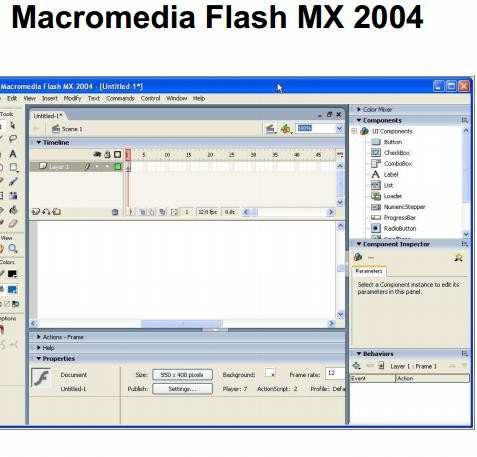 Macromedia Flash MX 2004
Macromedia Flash MX 2004 - [Untitled-1*]
Edit View Insert Modify Text Commands Control Window Help
Tools
Untitled-1*
Scene 1
100%
Timeline
1 5 10 15 20 25 30 35 40 45
Layer 1
1 12.0 fps 0.0s
View
Colors
Options
Actions - Frame
Help
Properties
Document
Size: 550 x 400 pixels Background: Frame rate: 12
Untitled-1
Publish: Settings... Player: 7 ActionScript: 2 Profile: Defa
Color Mixer
Components
UI Components
Button
CheckBox
ComboBox
Label
List
Loader
NumericStepper
ProgressBar
RadioButton
Component Inspector
Parameters
Select a Component instance to edit its
parameters in this panel.
Behaviors
Layer 1 : Frame 1
Event Action